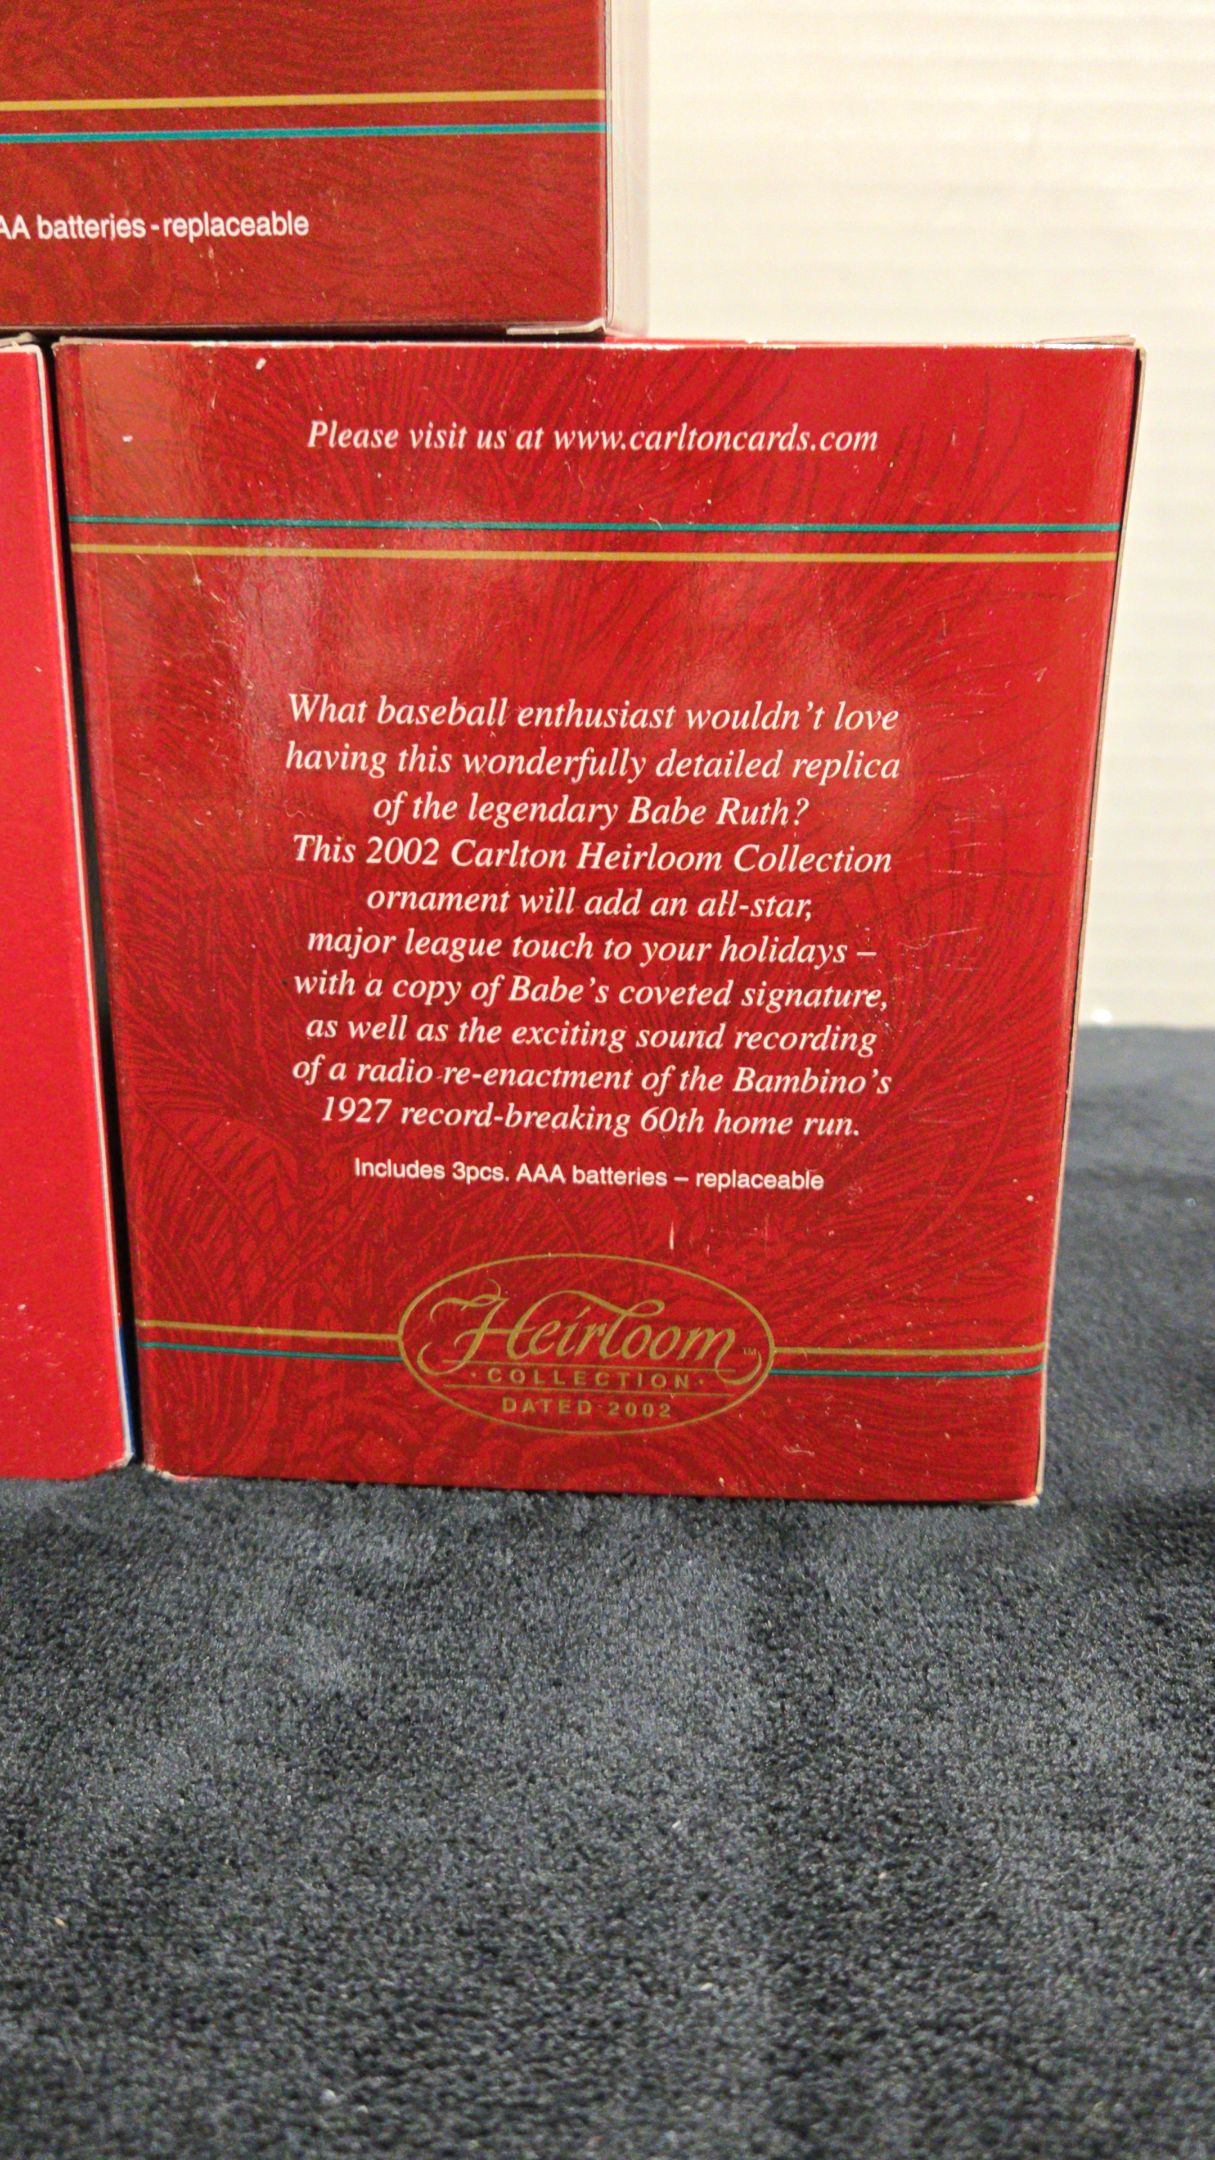 AA batteries - replaceable
Please visit us at www.carltoncards.com
What baseball enthusiast wouldn't love
having this wonderfully detailed replica
of the legendary Babe Ruth?
This 2002 Carlton Heirloom Collection
ornament will add an all-star,
major league touch to your holidays –
with a copy of Babe's coveted signature,
as well as the exciting sound recording
of a radio re-enactment of the Bambino's
1927 record-breaking 60th home run.
Includes 3pcs. AAA batteries – replaceable
Heirloom™
· COLLECTION ·
DATED 2002